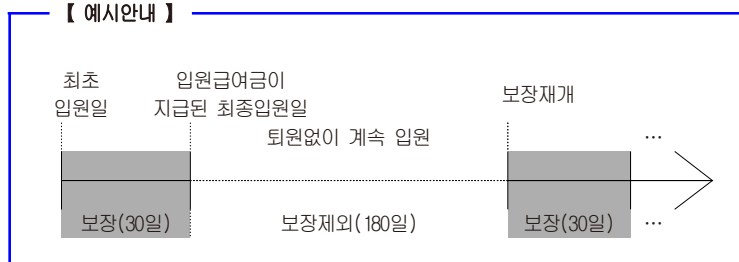 【 예시안내 】
최초
입원일
입원급여금이
지급된 최종입원일
보장재개
퇴원없이 계속 입원
…
보장(30일)
보장제외(180일)
보장(30일)
…